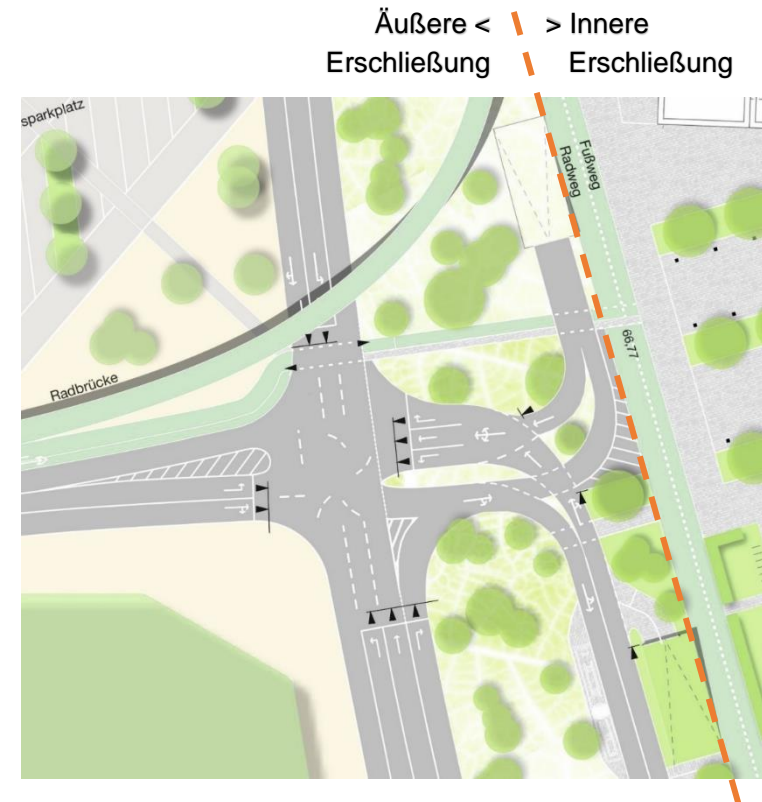 Äußere < > Innere
Erschließung Erschließung
sparkplatz
Fußweg
Radweg
66,77
Radbrücke